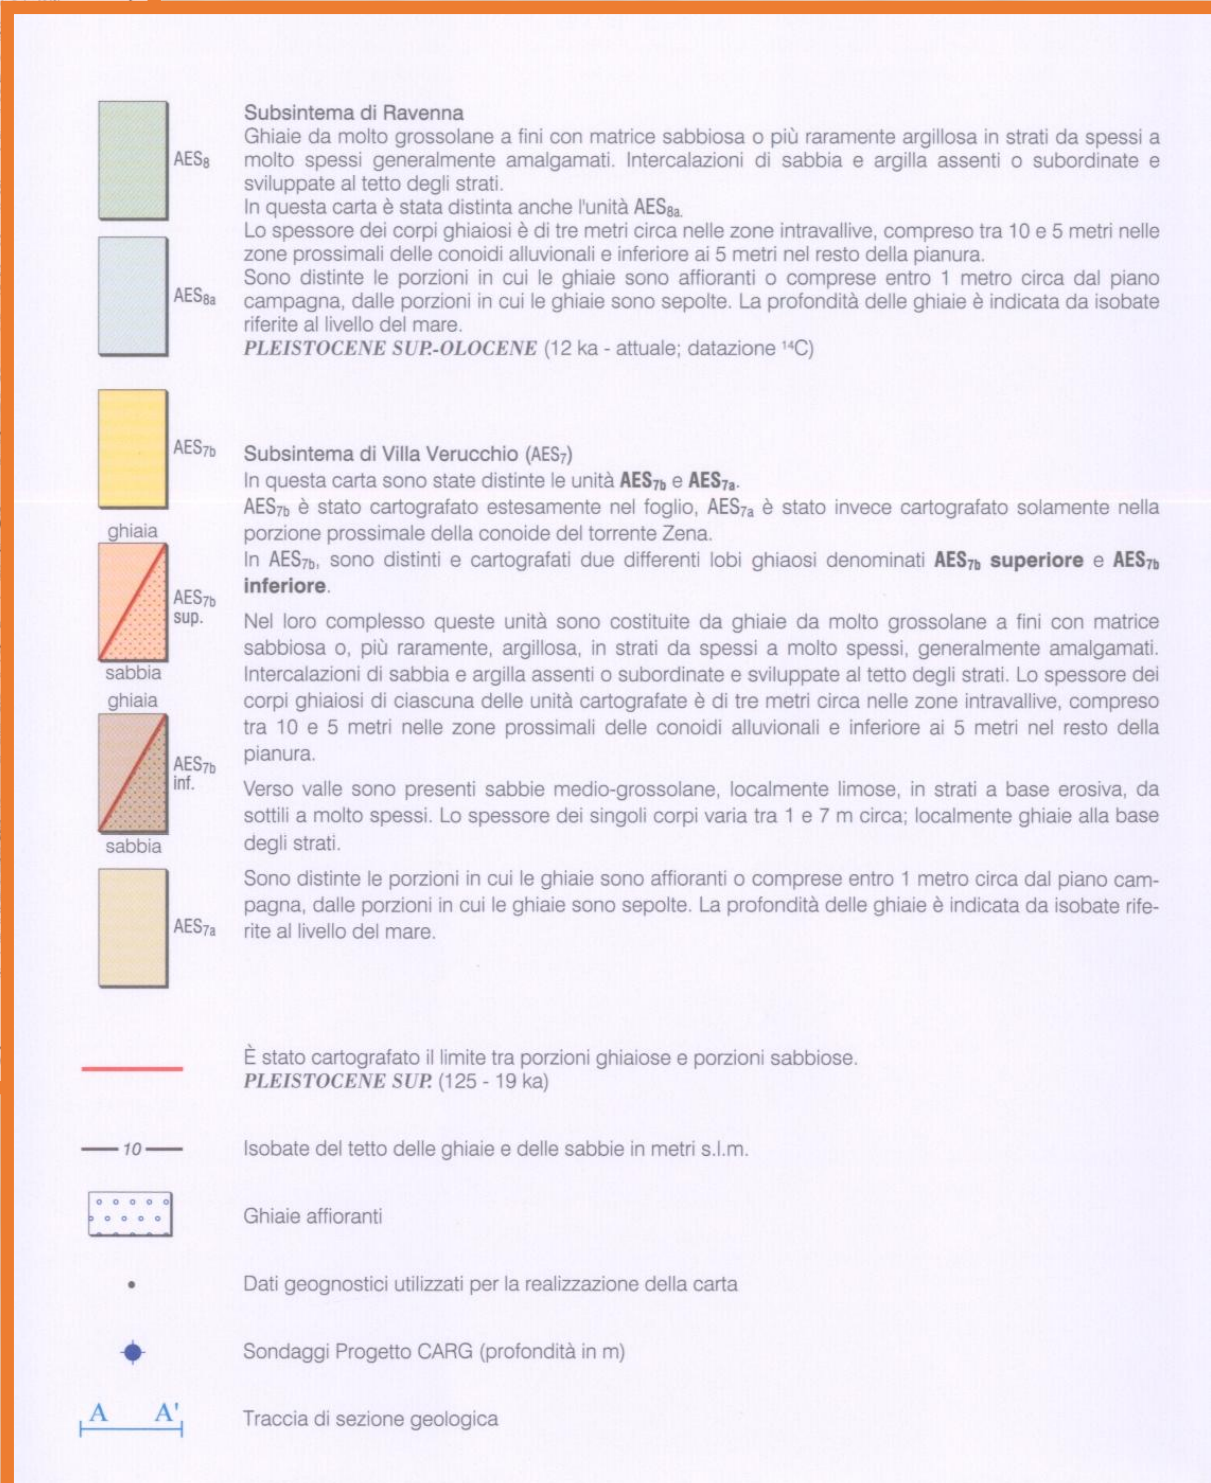 Subsintema di Ravenna
Ghiaie da molto grossolane a fini con matrice sabbiosa o più raramente argillosa in strati da spessi a
AES8
molto spessi generalmente amalgamati. Intercalazioni di sabbia e argilla assenti o subordinate e
sviluppate al tetto degli strati.
In questa carta è stata distinta anche l'unità AES8a.
Lo spessore dei corpi ghiaiosi è di tre metri circa nelle zone intravallive, compreso tra 10 e 5 metri nelle
zone prossimali delle conoidi alluvionali e inferiore ai 5 metri nel resto della pianura.
Sono distinte le porzioni in cui le ghiaie sono affioranti o comprese entro 1 metro circa dal piano
AES8a
campagna, dalle porzioni in cui le ghiaie sono sepolte. La profondità delle ghiaie è indicata da isobate
riferite al livello del mare.
PLEISTOCENE SUP.-OLOCENE (12 ka - attuale; datazione 14C)
AES7b
Subsintema di Villa Verucchio (AES7)
In questa carta sono state distinte le unità AES7b e AES7a.
AES7b è stato cartografato estesamente nel foglio, AES7a è stato invece cartografato solamente nella
ghiaia
porzione prossimale della conoide del torrente Zena.
In AES7b, sono distinti e cartografati due differenti lobi ghiaosi denominati AES7b superiore e AES7b
inferiore.
AES7b
sup.
Nel loro complesso queste unità sono costituite da ghiaie da molto grossolane a fini con matrice
sabbiosa o, più raramente, argillosa, in strati da spessi a molto spessi, generalmente amalgamati.
sabbia
Intercalazioni di sabbia e argilla assenti o subordinate e sviluppate al tetto degli strati. Lo spessore dei
ghiaia
corpi ghiaiosi di ciascuna delle unità cartografate è di tre metri circa nelle zone intravallive, compreso
tra 10 e 5 metri nelle zone prossimali delle conoidi alluvionali e inferiore ai 5 metri nel resto della
pianura.
AES7b
inf.
Verso valle sono presenti sabbie medio-grossolane, localmente limose, in strati a base erosiva, da
sottili a molto spessi. Lo spessore dei singoli corpi varia tra 1 e 7 m circa; localmente ghiaie alla base
sabbia
degli strati.
Sono distinte le porzioni in cui le ghiaie sono affioranti o comprese entro 1 metro circa dal piano cam-
pagna, dalle porzioni in cui le ghiaie sono sepolte. La profondità delle ghiaie è indicata da isobate rife-
AES7a
rite al livello del mare.
È stato cartografato il limite tra porzioni ghiaiose e porzioni sabbiose.
PLEISTOCENE SUP. (125 - 19 ka)
10
Isobate del tetto delle ghiaie e delle sabbie in metri s.l.m.
Ghiaie affioranti
Dati geognostici utilizzati per la realizzazione della carta
Sondaggi Progetto CARG (profondità in m)
A A'
Traccia di sezione geologica